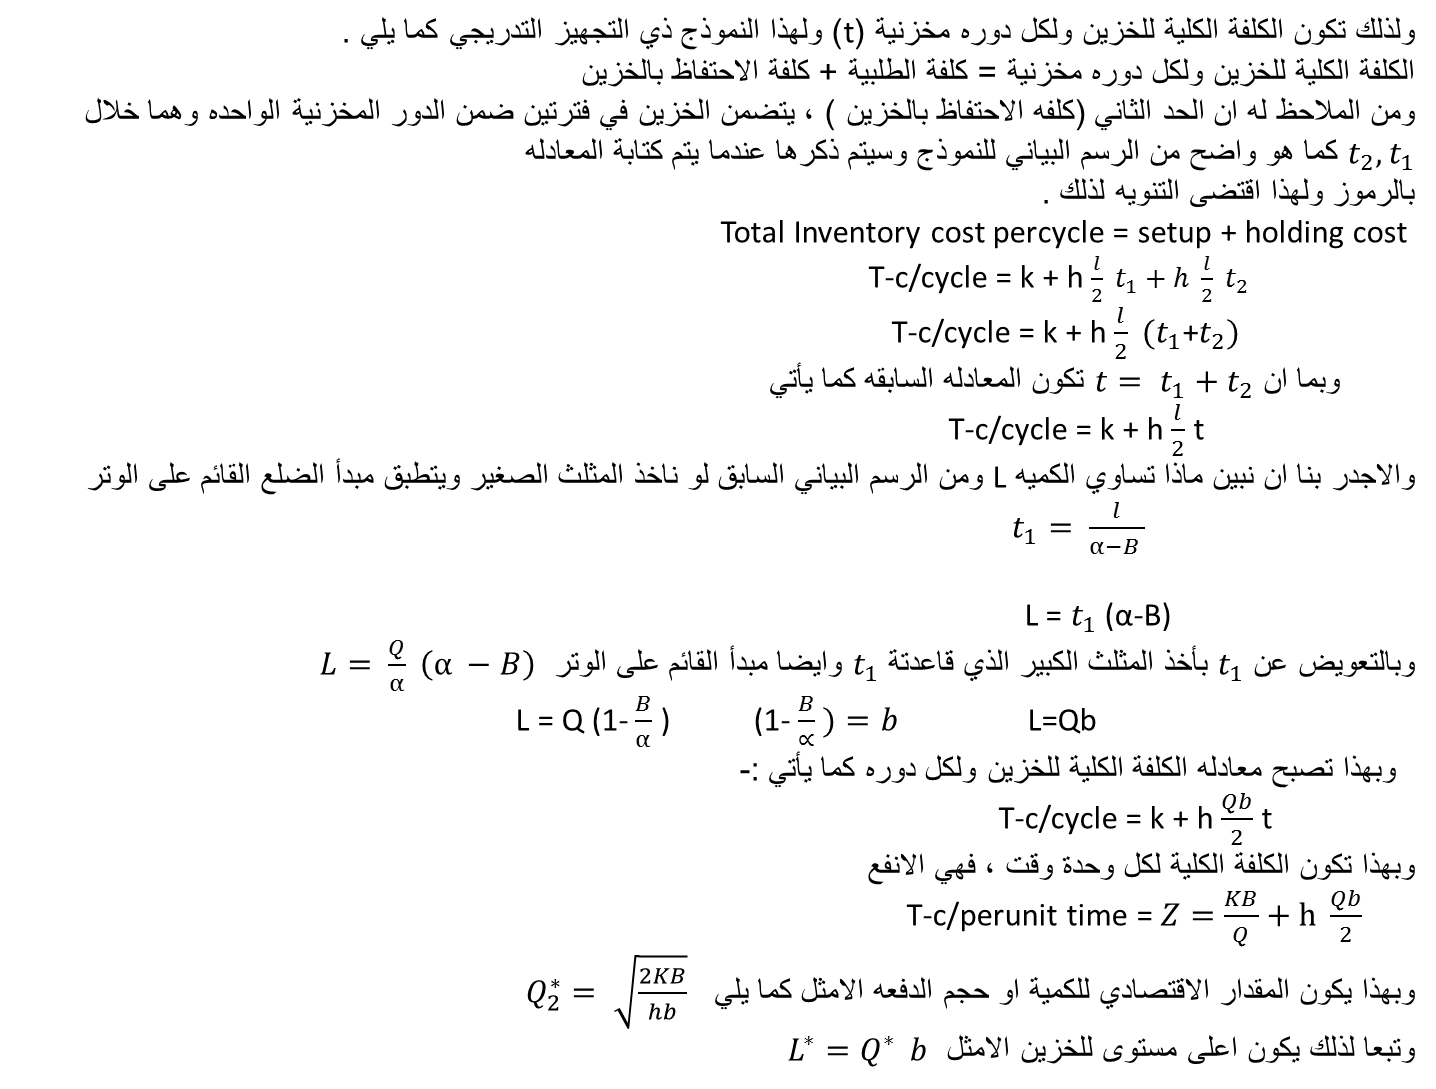 ولذلك تكون الكلفة الكلية للخزين ولكل دوره مخزنية (t) ولهذا النموذج ذي التجهيز التدريجي كما يلي .
الكلفة الكلية للخزين ولكل دوره مخزنية = كلفة الطلبية + كلفة الاحتفاظ بالخزين
ومن الملاحظ له ان الحد الثاني (كلفه الاحتفاظ بالخزين ) ، يتضمن الخزين في فترتين ضمن الدور المخزنية الواحده وهما خلال
t₂, t₁ كما هو واضح من الرسم البياني للنموذج وسيتم ذكرها عندما يتم كتابة المعادله
بالرموز ولهذا اقتضى التنويه لذلك .
Total Inventory cost percycle = setup + holding cost
T-c/cycle = k + h l/2 t₁ + h l/2 t₂
T-c/cycle = k + h l/2 (t₁+t₂)
وبما ان t = t₁ + t₂ تكون المعادله السابقه كما يأتي
T-c/cycle = k + h l/2 t
والاجدر بنا ان نبين ماذا تساوي الكميه L ومن الرسم البياني السابق لو ناخذ المثلث الصغير ويتطبق مبدأ الضلع القائم على الوتر
t₁ = l/(α−B)
L = t₁ (α-B)
وبالتعويض عن t₁ بأخذ المثلث الكبير الذي قاعدتة t₁ وايضا مبدأ القائم على الوتر L = Q/α (α − B)
L = Q (1- B/α ) (1- B/∝ ) = b L=Qb
وبهذا تصبح معادله الكلفة الكلية للخزين ولكل دوره كما يأتي :-
T-c/cycle = k + h Qb/2 t
وبهذا تكون الكلفة الكلية لكل وحدة وقت ، فهي الانفع
T-c/perunit time = Z = KB/Q + h Qb/2
وبهذا يكون المقدار الاقتصادي للكمية او حجم الدفعه الامثل كما يلي Q₂* = √(2KB/hb)
وتبعا لذلك يكون اعلى مستوى للخزين الامثل L* = Q* b